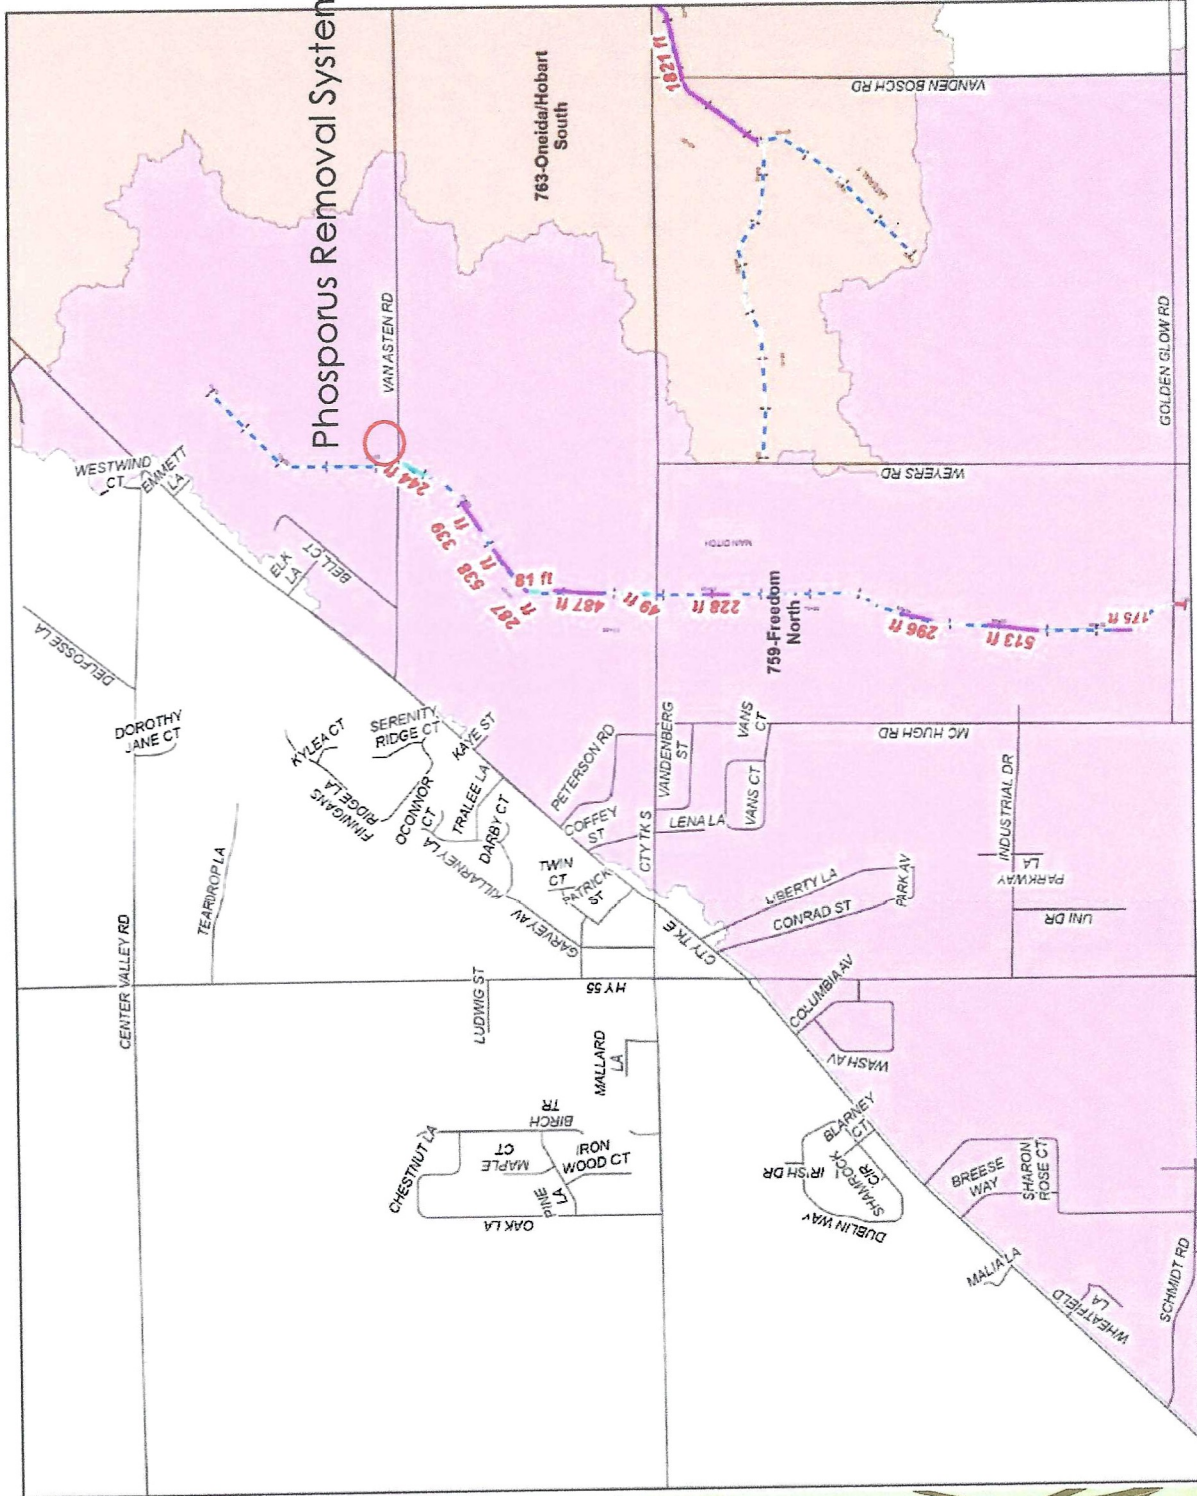 Phosporus Removal System
763-Oneida/Hobart
South
1821 ft
VANDEN BOSCH RD
VAN ASTEN RD
GOLDEN GLOW RD
WEYERS RD
WESTWIND
CT
EMMETT
LA
ELK
LA
BELL CT
244 ft
339
ft
538
ft
287
ft
81 ft
487 ft
49 ft
228 ft
MAIN DITCH
LATERAL 1
759-Freedom
North
296 ft
513 ft
175 ft
DELFOSSE LA
DOROTHY
JANE CT
KYLEA CT
SERENITY
RIDGE CT
KAYE ST
FINNIGANS
RIDGE LA
OCONNOR
CT
TRALEE LA
DARBY CT
KILLARNEY LA
PETERSON RD
COFFEY
ST
VANDENBERG
ST
VANS
CT
VANS CT
LENA LA
MC HUGH RD
CTY TK S
TWIN
CT
PATRICK
ST
GARVEY AV
TEARDROP LA
CENTER VALLEY RD
LUDWIG ST
HY 55
CTY TK E
LIBERTY LA
CONRAD ST
PARK AV
INDUSTRIAL DR
PARKWAY
LA
UNI DR
COLUMBIA AV
WASH AV
MALLARD
LA
BIRCH
TR
CHESTNUT LA
MAPLE
CT
IRON
WOOD CT
PINE
LA
OAK LA
BLARNEY
CT
IRISH DR
SHAMROCK
CIR
DUBLIN WAY
BREESE
WAY
SHARON
ROSE CT
MALIA LA
WHEATFIELD
LA
SCHMIDT RD